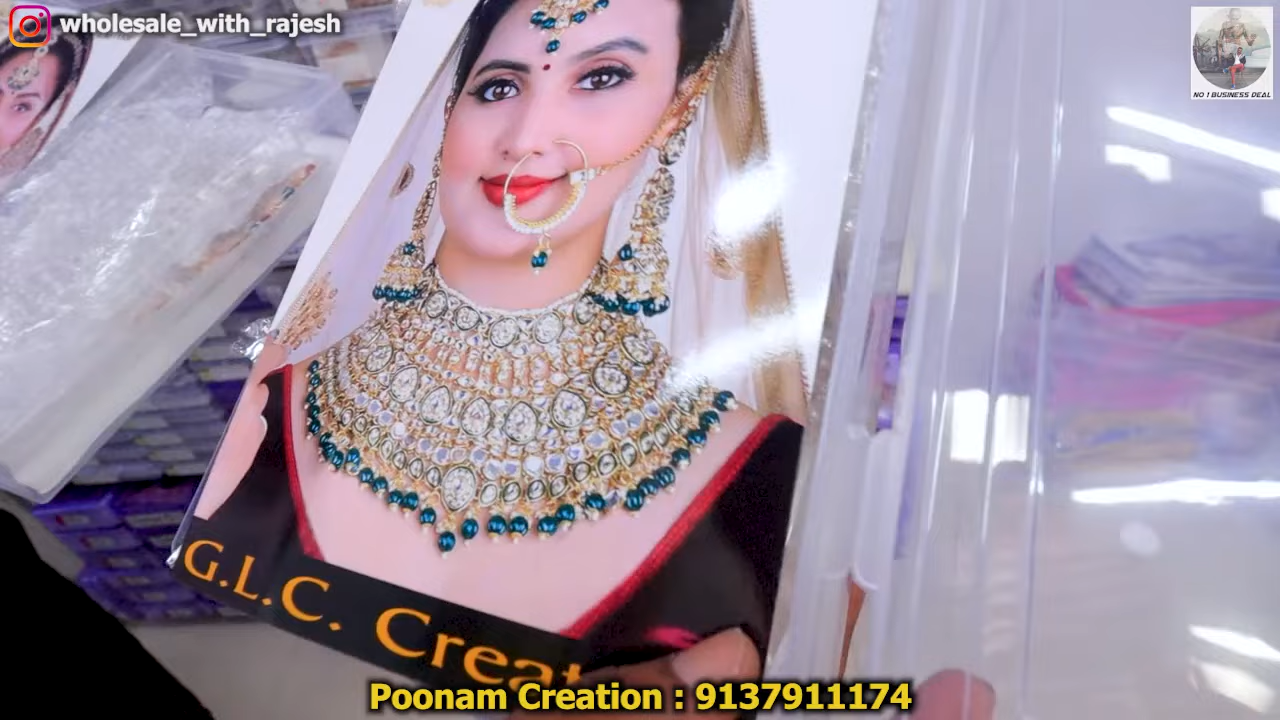 wholesale_with_rajesh
NO 1 BUSINESS DEAL
G.L.C. Creat
Poonam Creation : 9137911174